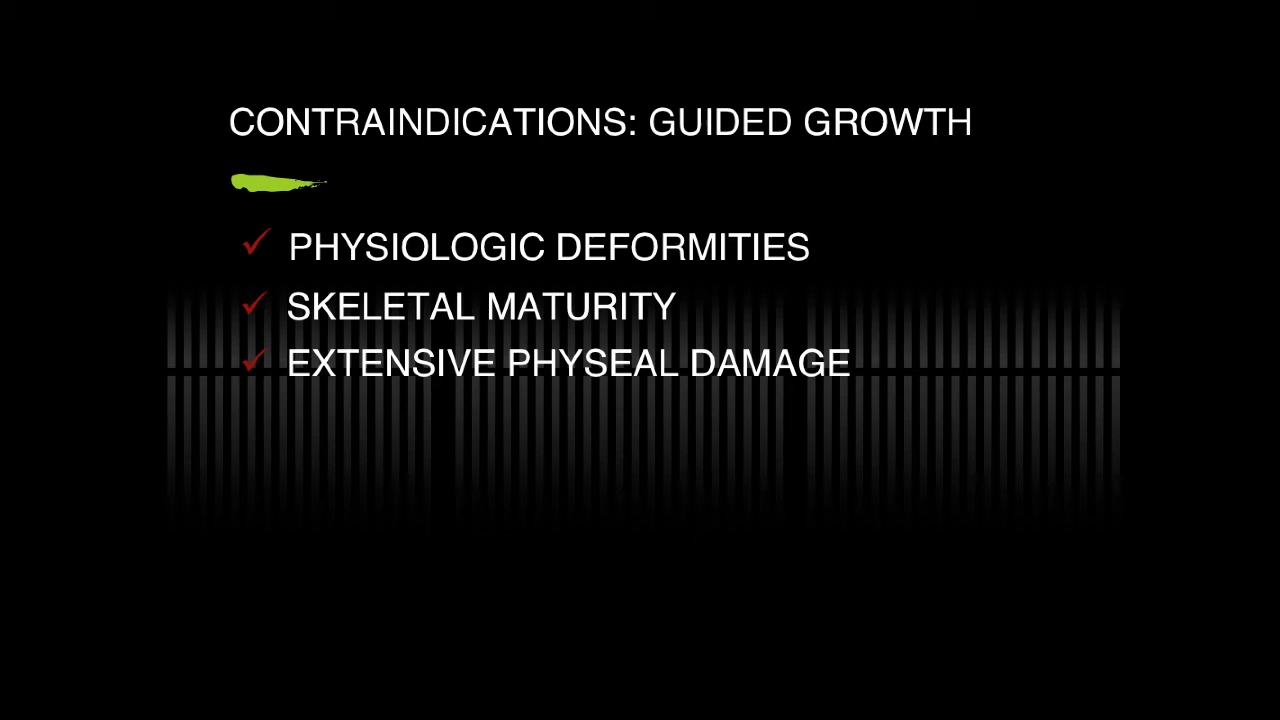 CONTRAINDICATIONS: GUIDED GROWTH
PHYSIOLOGIC DEFORMITIES
SKELETAL MATURITY
EXTENSIVE PHYSEAL DAMAGE